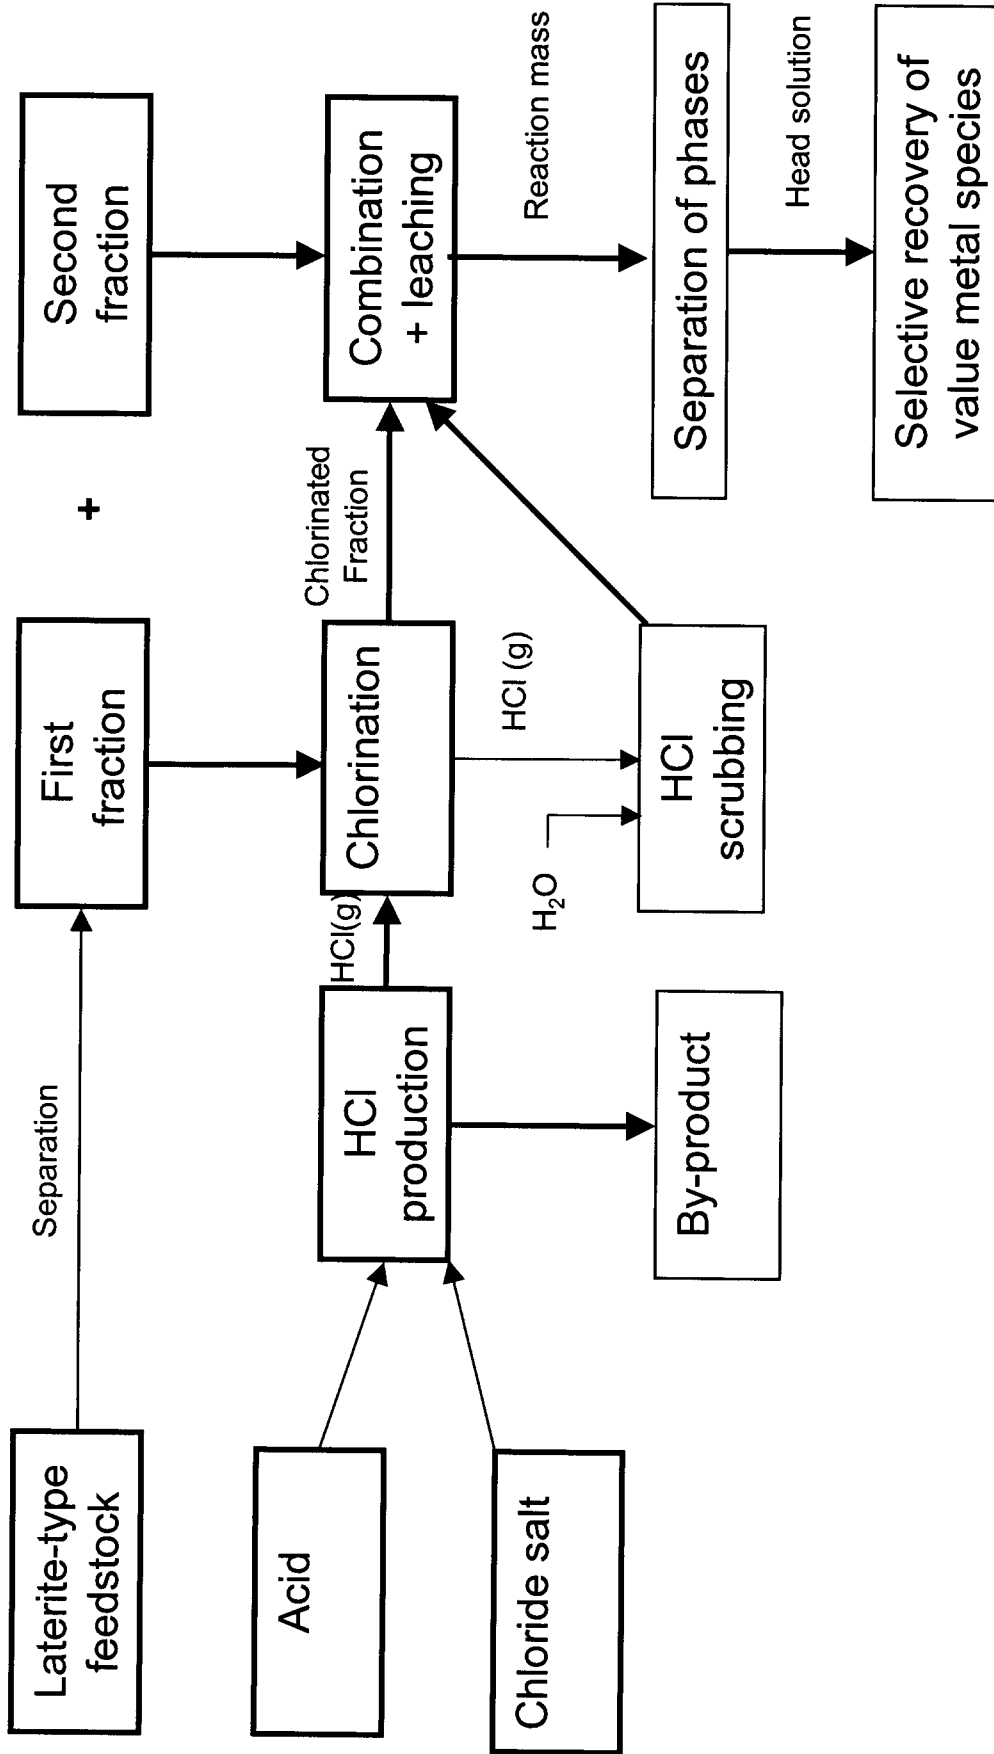 Laterite-type
feedstock
Separation
First
fraction
+
Second
fraction
Acid
Chloride salt
HCl
production
HCl(g)
Chlorination
Chlorinated
Fraction
Combination
+ leaching
By-product
H₂O
HCl (g)
HCl
scrubbing
Reaction mass
Separation of phases
Head solution
Selective recovery of
value metal species